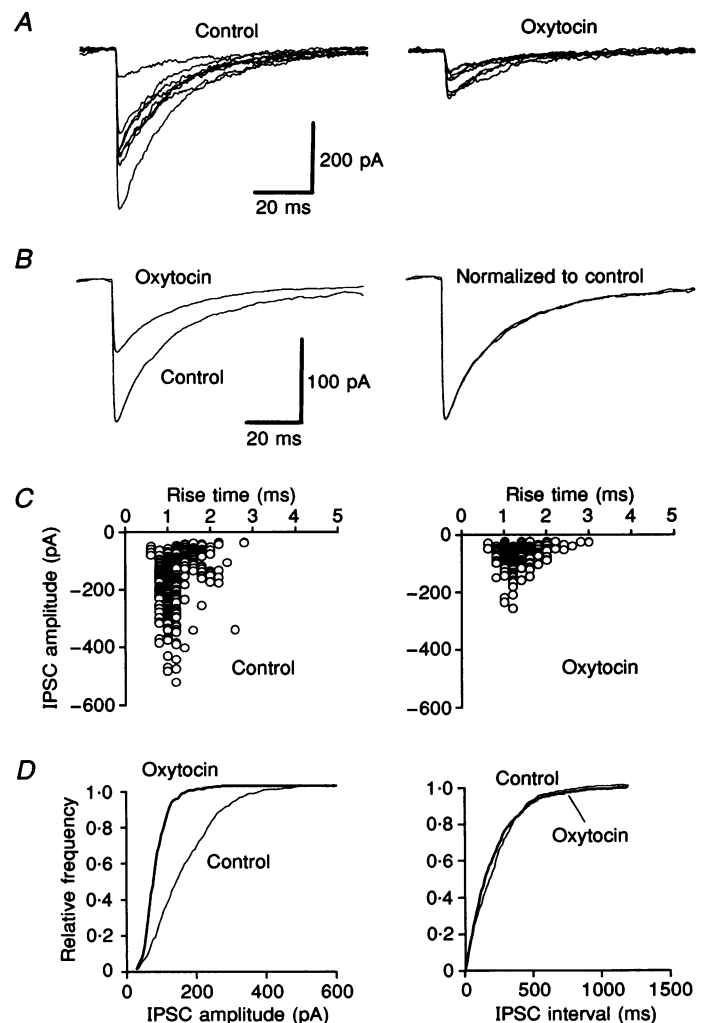 A
Control
Oxytocin
200 pA
20 ms
B
Oxytocin
Control
100 pA
20 ms
Normalized to control
C
Rise time (ms)
0 1 2 3 4 5
IPSC amplitude (pA)
0
−200
−400
−600
Control
Rise time (ms)
0 1 2 3 4 5
0
−200
−400
−600
Oxytocin
D
Oxytocin
Control
Relative frequency
1·0
0·8
0·6
0·4
0·2
0
0 200 400 600
IPSC amplitude (pA)
Control
Oxytocin
1·0
0·8
0·6
0·4
0·2
0
0 500 1000 1500
IPSC interval (ms)